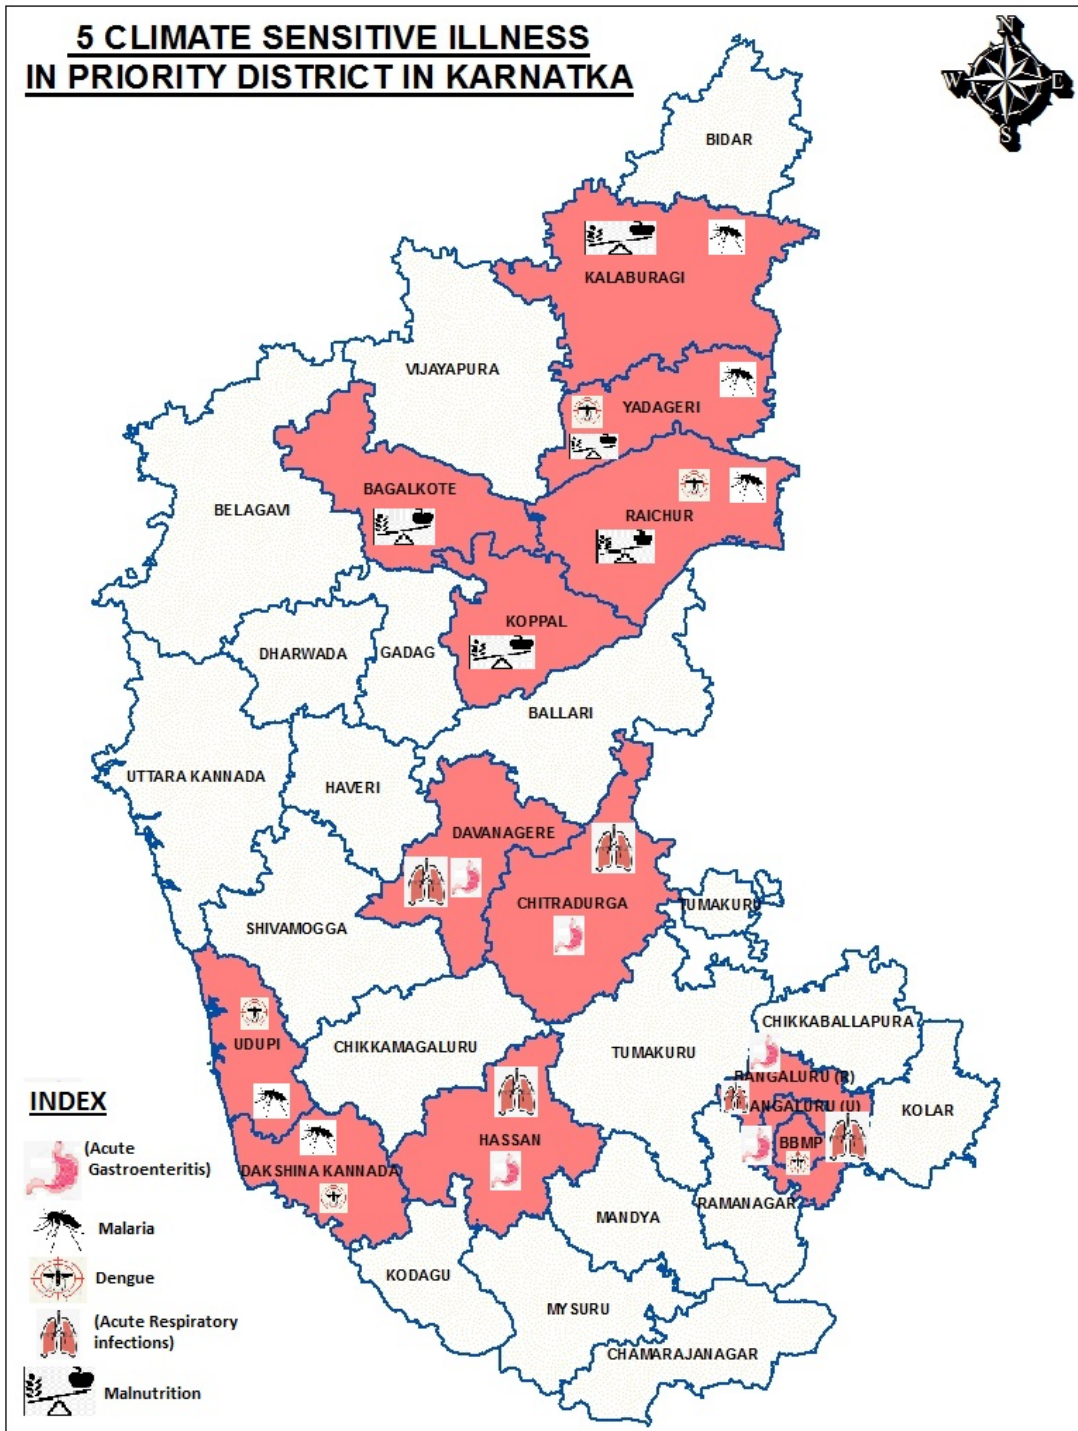 5 CLIMATE SENSITIVE ILLNESS
IN PRIORITY DISTRICT IN KARNATKA
N
W
E
S
BIDAR
KALABURAGI
VIJAYAPURA
YADAGERI
BAGALKOTE
BELAGAVI
RAICHUR
KOPPAL
DHARWADA
GADAG
BALLARI
UTTARA KANNADA
HAVERI
DAVANAGERE
CHITRADURGA
TUMAKURU
SHIVAMOGGA
CHIKKABALLAPURA
UDUPI
CHIKKAMAGALURU
TUMAKURU
BANGALURU (R)
ANGALURU (U)
KOLAR
HASSAN
BBMP
DAKSHINA KANNADA
RAMANAGAR
MANDYA
KODAGU
MYSURU
CHAMARAJANAGAR
INDEX
(Acute
Gastroenteritis)
Malaria
Dengue
(Acute Respiratory
infections)
Malnutrition